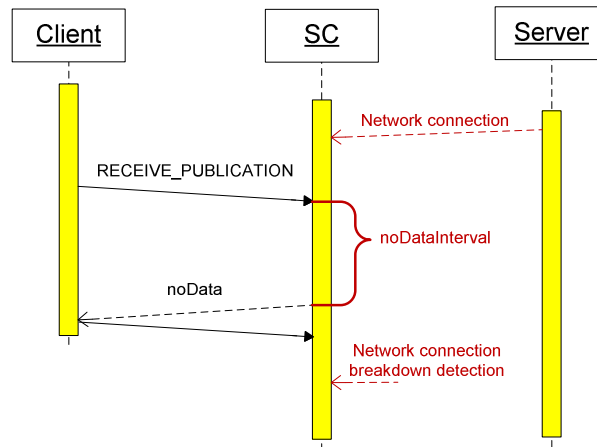 Client
SC
Server
Network connection
RECEIVE_PUBLICATION
noDataInterval
noData
Network connection
breakdown detection